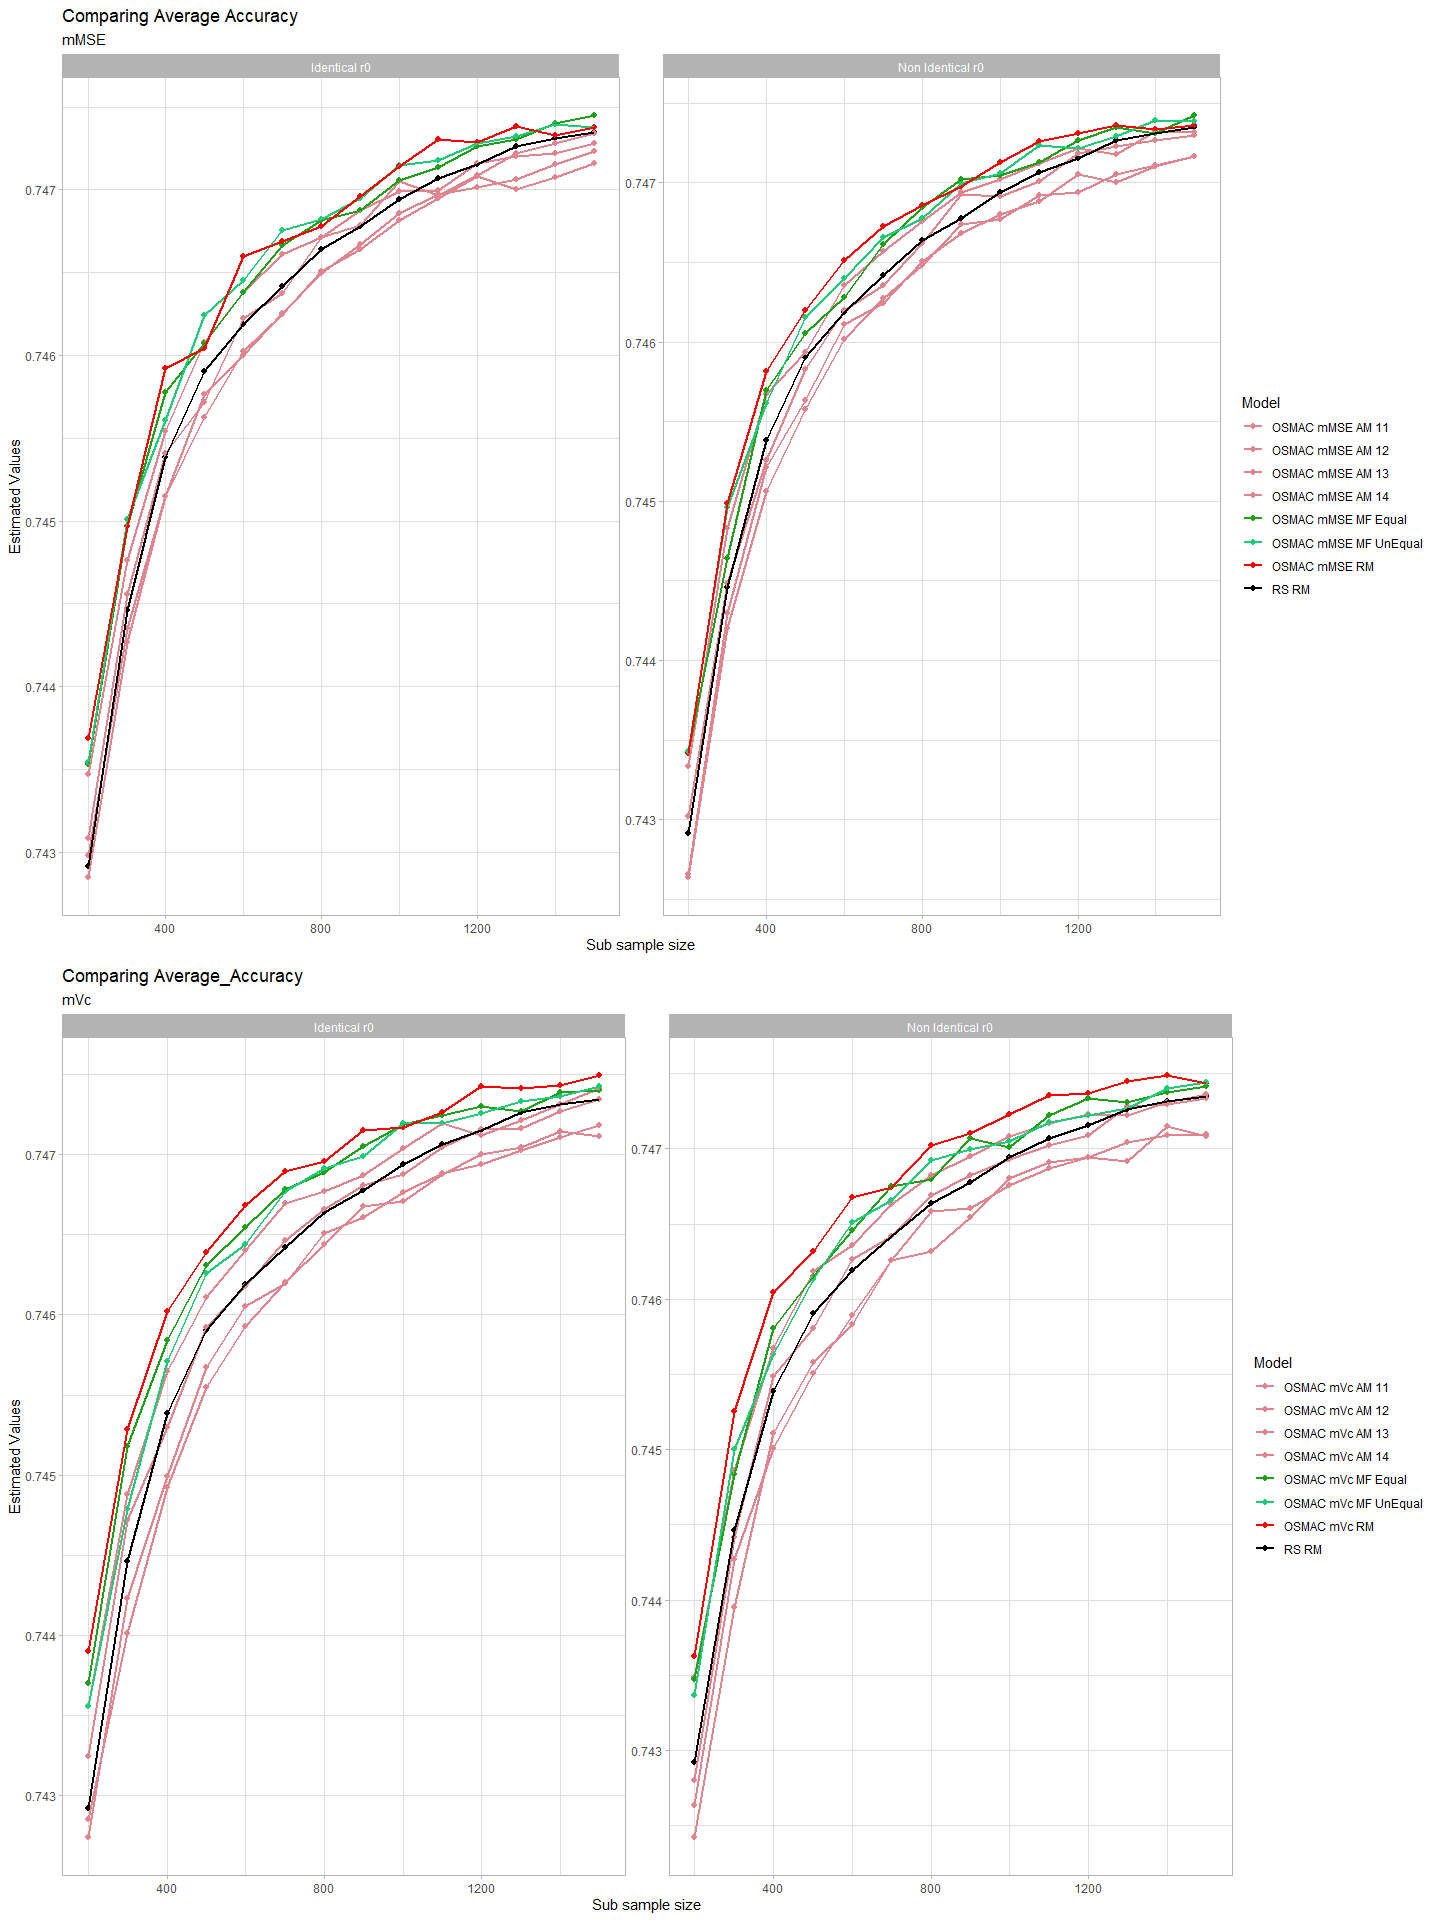 Comparing Average Accuracy
mMSE
Identical r0
Non Identical r0
Estimated Values
0.747
0.746
0.745
0.744
0.743
0.747
0.746
0.745
0.744
0.743
400
800
1200
400
800
1200
Sub sample size
Model
OSMAC mMSE AM 11
OSMAC mMSE AM 12
OSMAC mMSE AM 13
OSMAC mMSE AM 14
OSMAC mMSE MF Equal
OSMAC mMSE MF UnEqual
OSMAC mMSE RM
RS RM
Comparing Average_Accuracy
mVc
Identical r0
Non Identical r0
Estimated Values
0.747
0.746
0.745
0.744
0.743
0.747
0.746
0.745
0.744
0.743
400
800
1200
400
800
1200
Sub sample size
Model
OSMAC mVc AM 11
OSMAC mVc AM 12
OSMAC mVc AM 13
OSMAC mVc AM 14
OSMAC mVc MF Equal
OSMAC mVc MF UnEqual
OSMAC mVc RM
RS RM